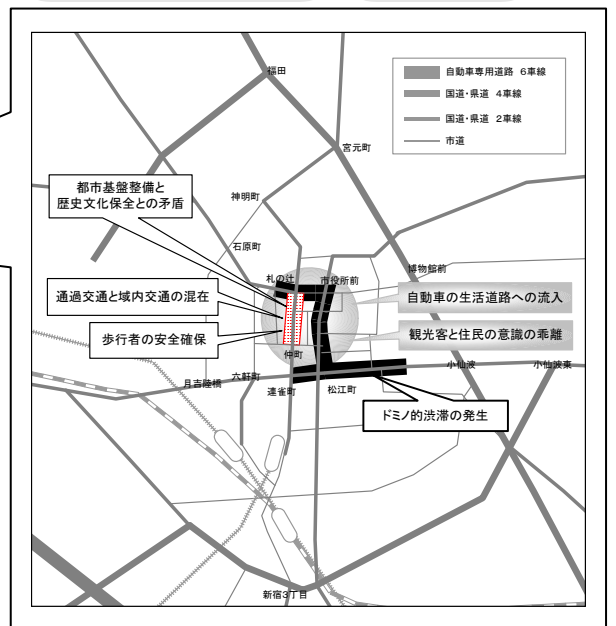 自動車専用道路 6車線
国道・県道 4車線
国道・県道 2車線
市道
福田
宮元町
都市基盤整備と
歴史文化保全との矛盾
神明町
石原町
博物館前
札の辻
市役所前
通過交通と域内交通の混在
自動車の生活道路への流入
歩行者の安全確保
観光客と住民の意識の乖離
仲町
六軒町
小仙波
小仙波東
月吉陸橋
連雀町
松江町
ドミノ的渋滞の発生
新宿3丁目